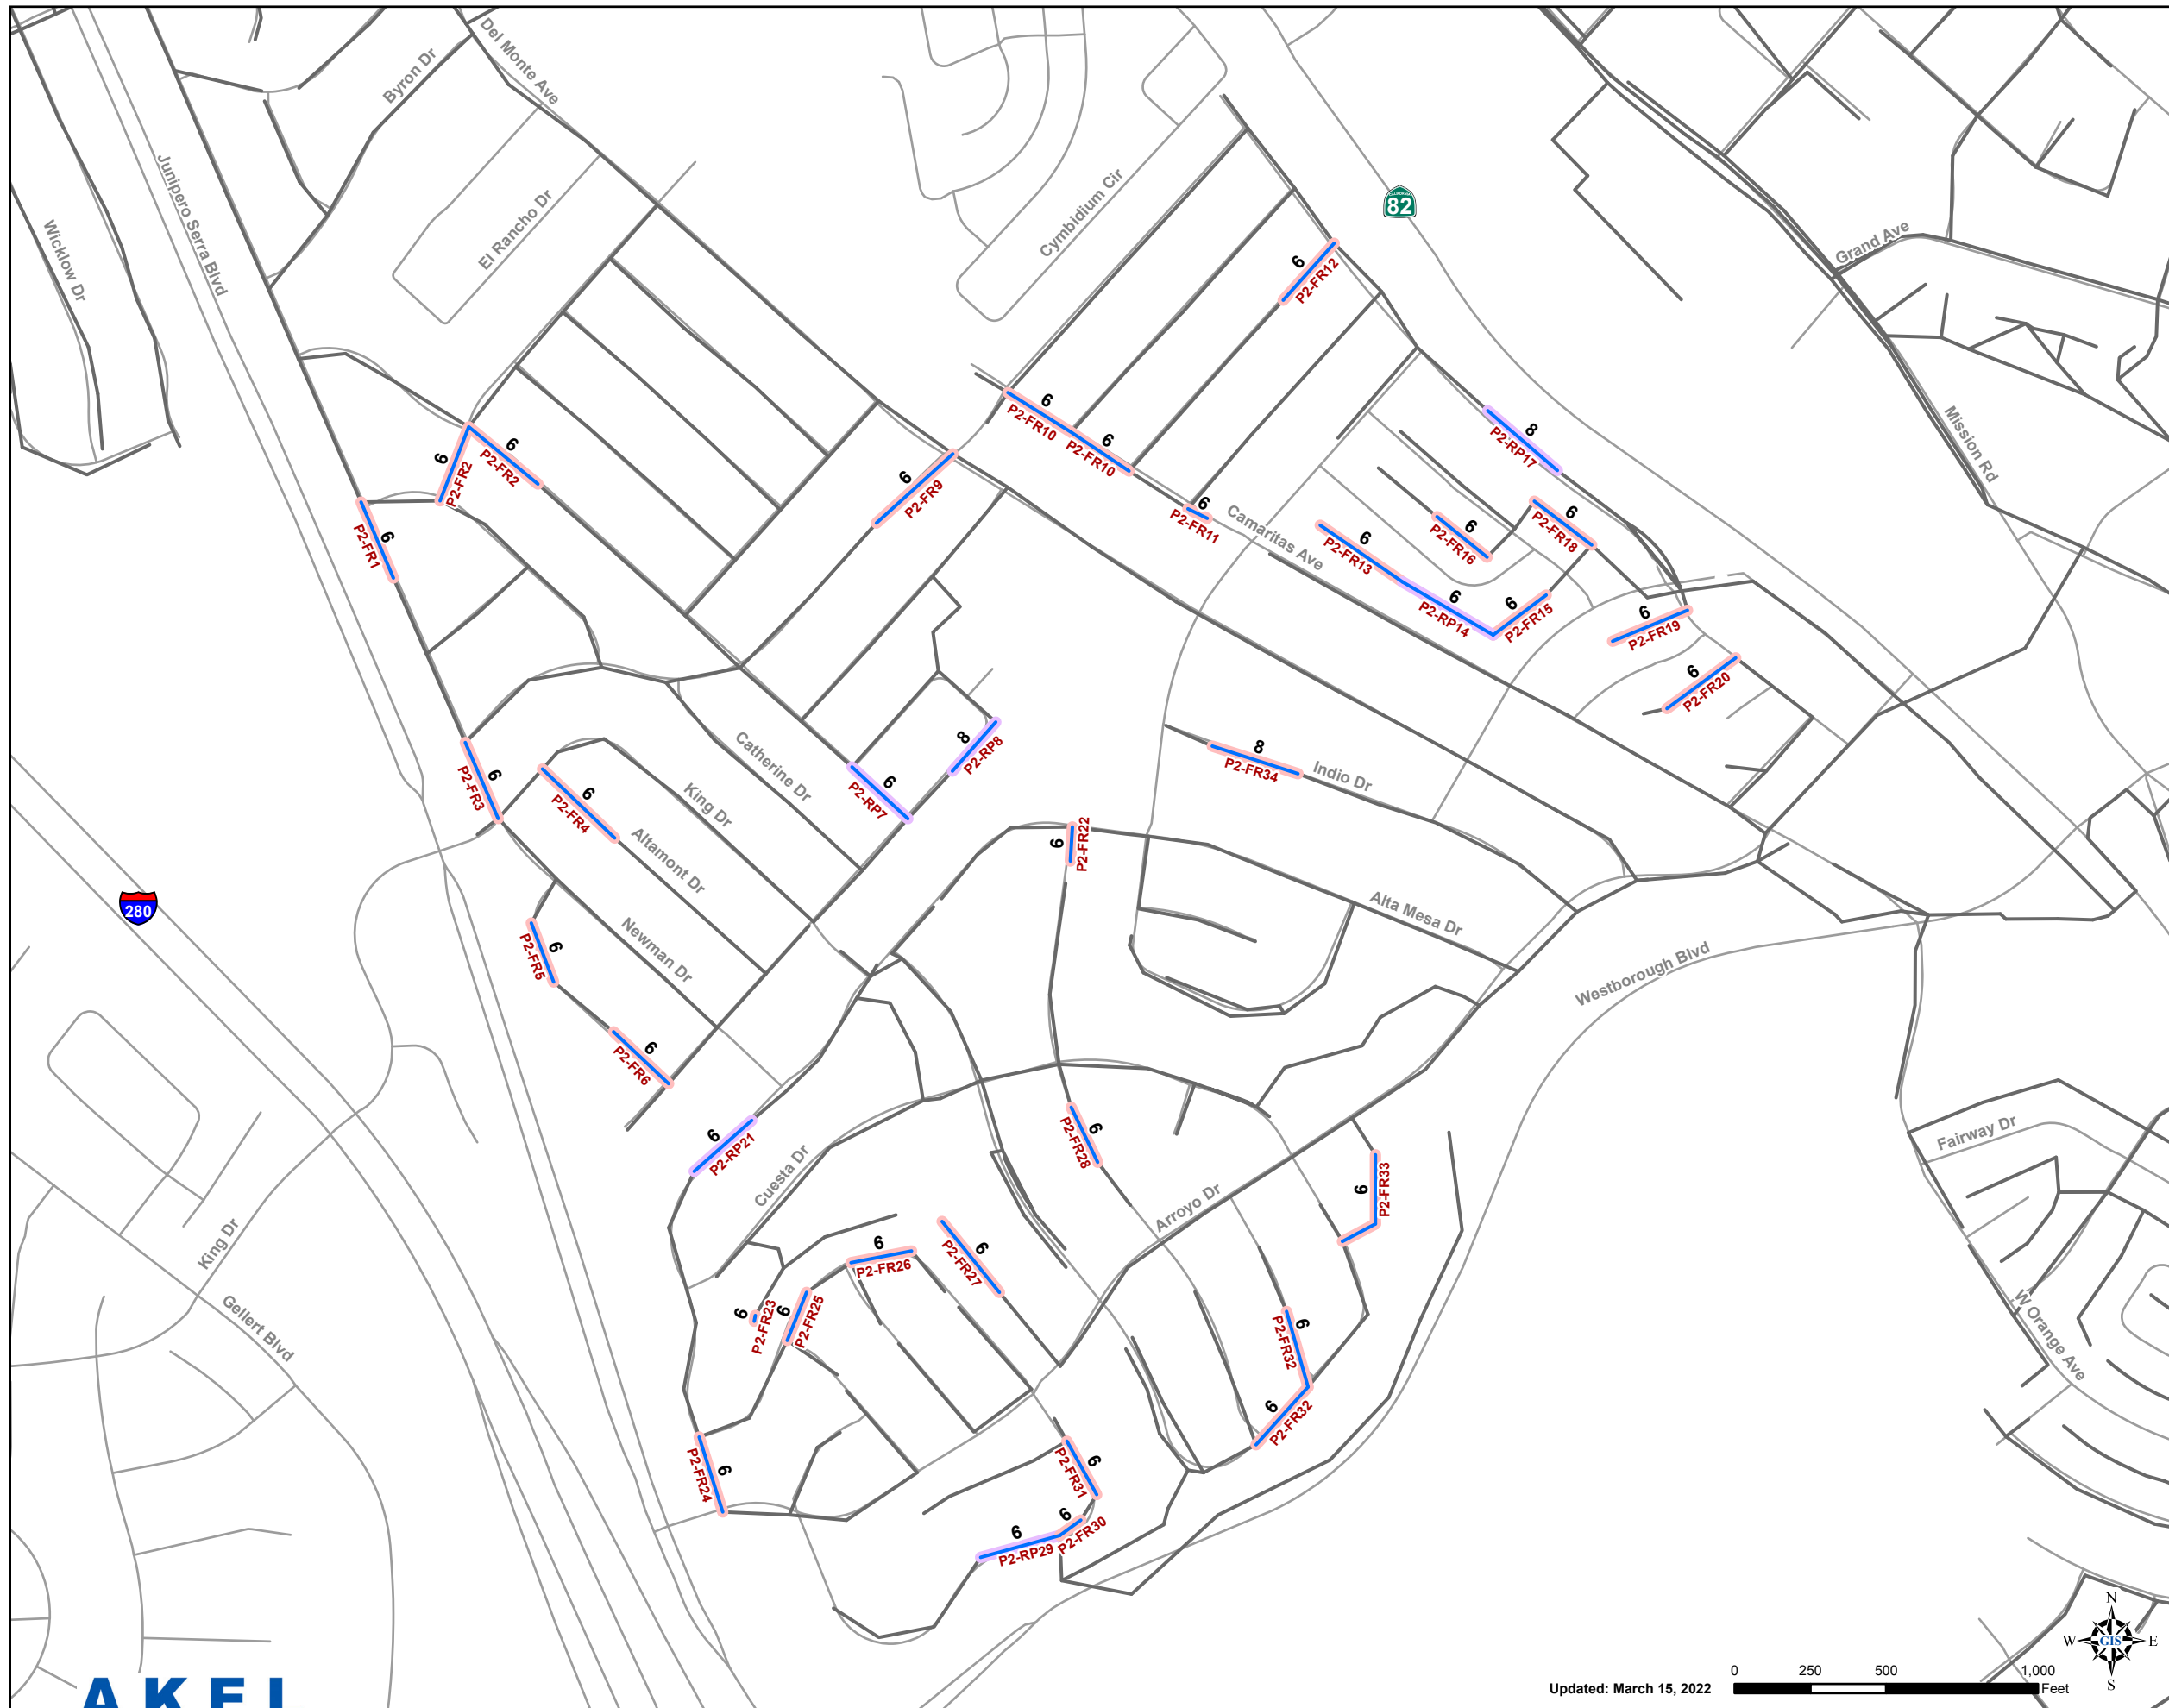 Del Monte Ave
Byron Dr
Junipero Serra Blvd
Wicklow Dr
El Rancho Dr
Cymbidium Cir
CALIFORNIA
82
Grand Ave
Mission Rd
6
P2-FR12
6
P2-FR10
6
P2-FR10
8
P2-RP17
6
P2-FR2
6
P2-FR2
6
P2-FR9
6
P2-FR1
6
P2-FR11
Camaritas Ave
6
P2-FR13
6
P2-FR16
6
P2-FR18
6
P2-RP14
6
P2-FR15
6
P2-FR19
6
P2-FR20
6
P2-FR3
6
P2-FR4
King Dr
Catherine Dr
Altamont Dr
Newman Dr
6
P2-RP7
8
P2-RP8
8
P2-FR34
Indio Dr
6
P2-FR22
Alta Mesa Dr
Westborough Blvd
280
6
P2-FR5
6
P2-FR6
6
P2-RP21
Cuesta Dr
6
P2-FR28
Arroyo Dr
6
P2-FR33
Fairway Dr
W Orange Ave
King Dr
Gellert Blvd
6
P2-FR23
6
P2-FR25
6
P2-FR26
6
P2-FR27
6
P2-FR32
6
P2-FR32
6
P2-FR24
6
P2-FR31
6
P2-RP29
6
P2-FR30
N
W
GIS
E
S
AKEL
Updated: March 15, 2022
0 250 500 1,000
Feet